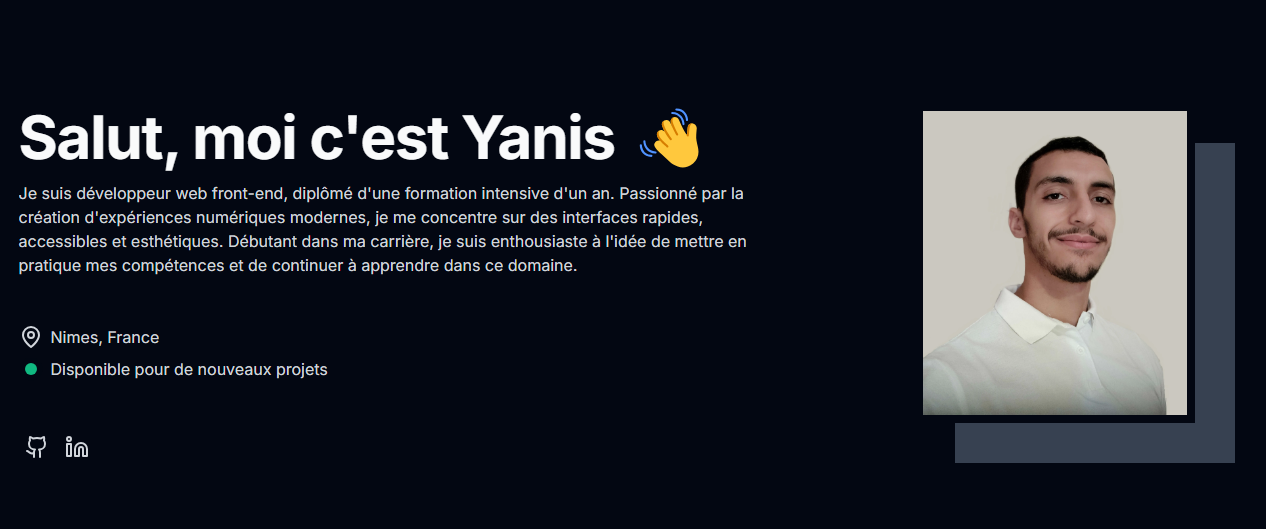 Salut, moi c'est Yanis 👋
Je suis développeur web front-end, diplômé d'une formation intensive d'un an. Passionné par la
création d'expériences numériques modernes, je me concentre sur des interfaces rapides,
accessibles et esthétiques. Débutant dans ma carrière, je suis enthousiaste à l'idée de mettre en
pratique mes compétences et de continuer à apprendre dans ce domaine.
Nimes, France
Disponible pour de nouveaux projets
in